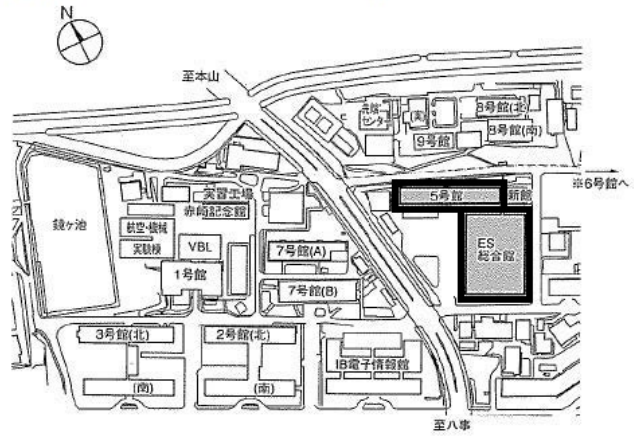 N
至本山
先端
センター
(実)
8号館(北)
8号館(南)
9号館
※6号館へ
5号館
新館
実習工場
赤﨑記念館
鏡ヶ池
航空・機械
実験棟
VBL
1号館
7号館(A)
7号館(B)
ES
総合館
3号館(北)
2号館(北)
IB電子情報館
(南)
(南)
至八事